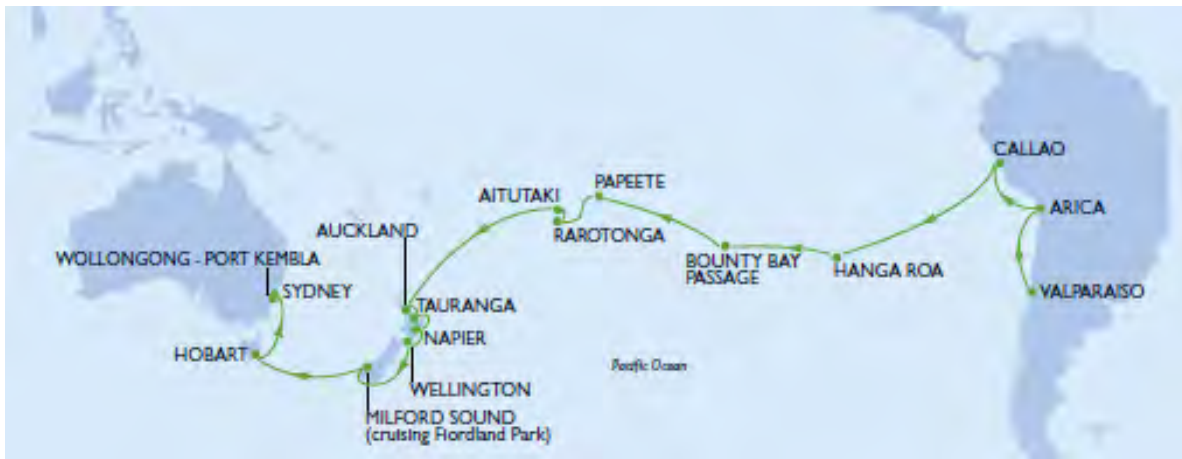 CALLAO
PAPEETE
AITUTAKI
ARICA
AUCKLAND
RAROTONGA
WOLLONGONG - PORT KEMBLA
BOUNTY BAY
PASSAGE
HANGA ROA
SYDNEY
VALPARAISO
TAURANGA
NAPIER
HOBART
Pacific Ocean
WELLINGTON
MILFORD SOUND
(cruising Fiordland Park)